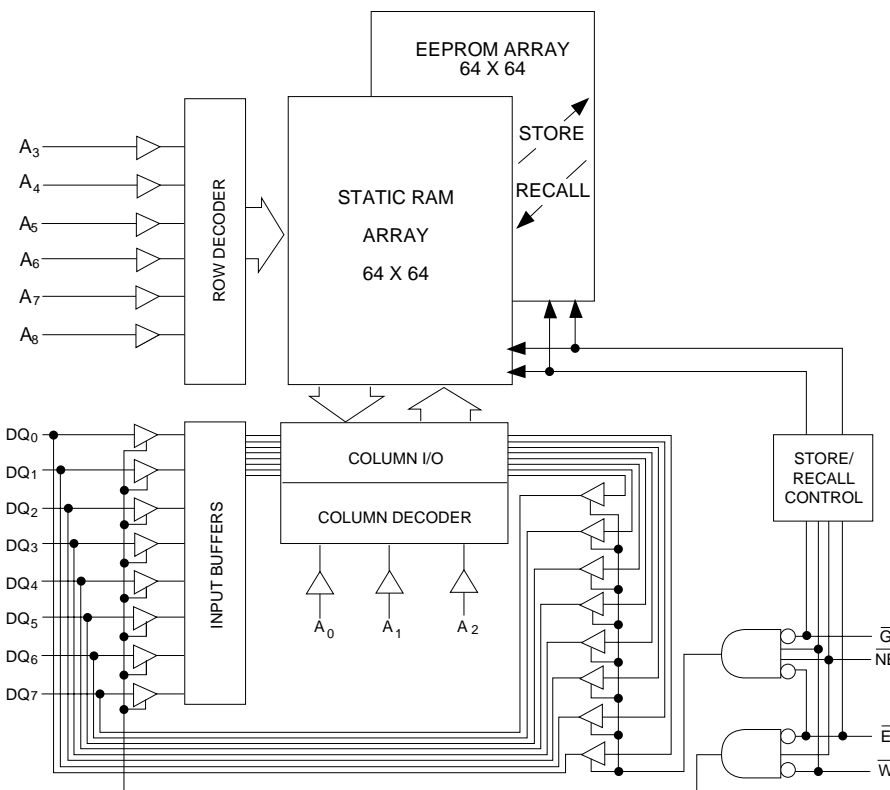 EEPROM ARRAY
64 X 64
STORE
RECALL
STATIC RAM
ARRAY
64 X 64
A3
A4
A5
A6
A7
A8
ROW DECODER
DQ0
DQ1
DQ2
DQ3
DQ4
DQ5
DQ6
DQ7
INPUT BUFFERS
COLUMN I/O
COLUMN DECODER
A0
A1
A2
STORE/
RECALL
CONTROL
G
NE
E
W